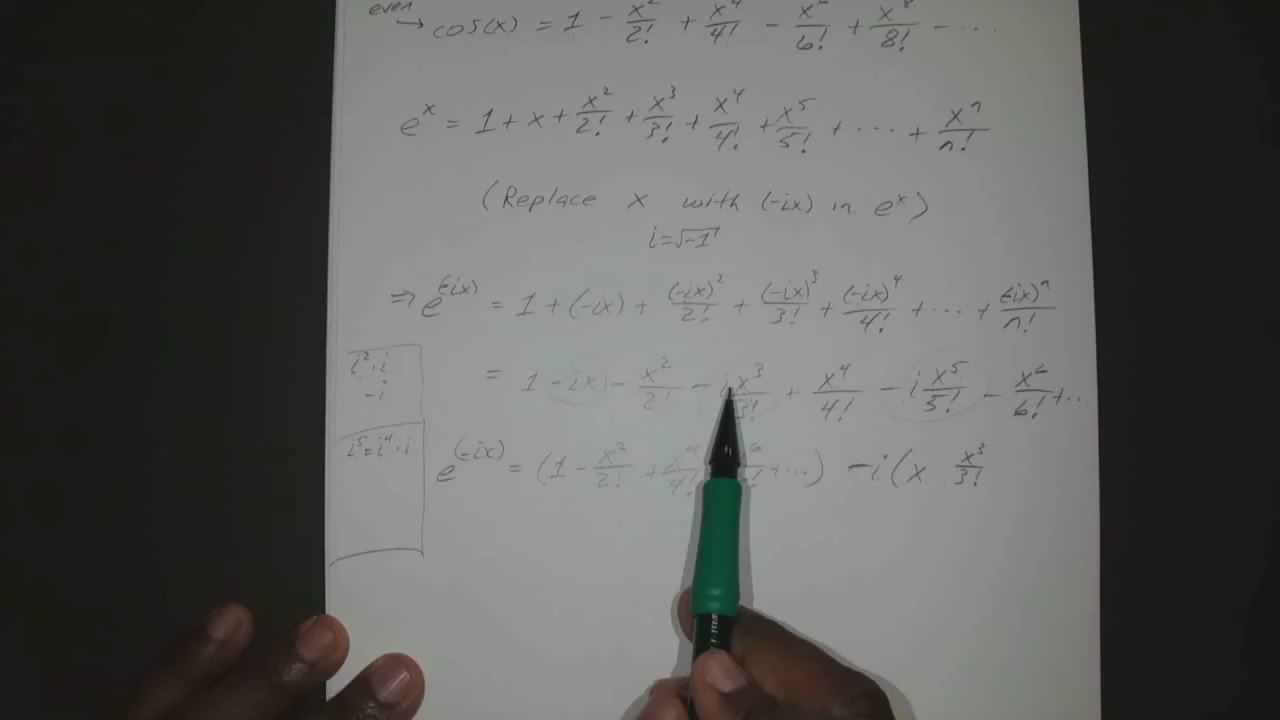 even
→ cos(x) = 1 - x²/2! + x⁴/4! - x⁶/6! + x⁸/8! - ...
eˣ = 1 + x + x²/2! + x³/3! + x⁴/4! + x⁵/5! + ... + xⁿ/n!
(Replace x with (-ix) in eˣ)
i = √-1
⇒ e^(-ix) = 1 + (-ix) + (-ix)²/2! + (-ix)³/3! + (-ix)⁴/4! + ... + (-ix)ⁿ/n!
i²·i
-i
= 1 - ix - x²/2! - ix³/3! + x⁴/4! - i x⁵/5! - x⁶/6! + ..
i⁵ = i⁴·i
e^(-ix) = (1 - x²/2! + /4! /! + ...) - i(x x³/3!